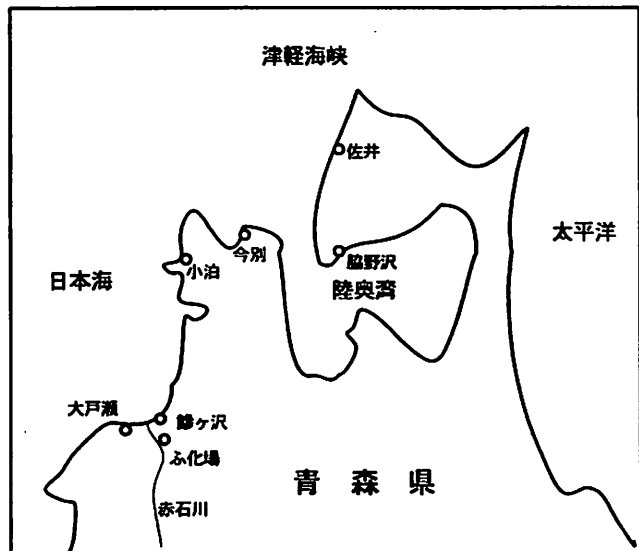 津軽海峡
佐井
太平洋
今別
脇野沢
小泊
日本海
陸奥湾
大戸瀬
鰺ヶ沢
ふ化場
青森県
赤石川